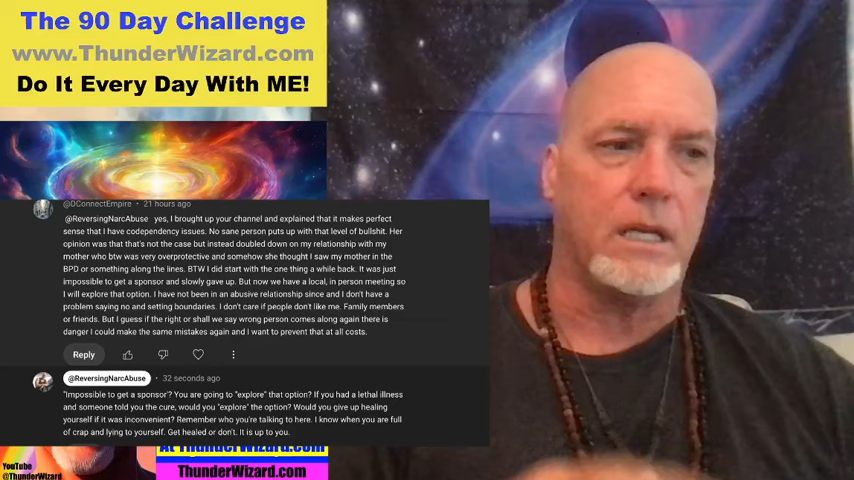 The 90 Day Challenge
www.ThunderWizard.com
Do It Every Day With ME!
@DConnectEmpire • 21 hours ago
@ReversingNarcAbuse yes, I brought up your channel and explained that it makes perfect
sense that I have codependency issues. No sane person puts up with that level of bullshit. Her
opinion was that that's not the case but instead doubled down on my relationship with my
mother who btw was very overprotective and somehow she thought I saw my mother in the
BPD or something along the lines. BTW I did start with the one thing a while back. It was just
impossible to get a sponsor and slowly gave up. But now we have a local, in person meeting so
I will explore that option. I have not been in an abusive relationship since and I don't have a
problem saying no and setting boundaries. I don't care if people don't like me. Family members
or friends. But I guess if the right or shall we say wrong person comes along again there is
danger I could make the same mistakes again and I want to prevent that at all costs.
Reply
@ReversingNarcAbuse • 32 seconds ago
"Impossible to get a sponsor"? You are going to "explore" that option? If you had a lethal illness
and someone told you the cure, would you "explore" the option? Would you give up healing
yourself if it was inconvenient? Remember who you're talking to here. I know when you are full
of crap and lying to yourself. Get healed or don't. It is up to you.
At ThunderWizard.com
YouTube
@ThunderWizard
ThunderWizard.com